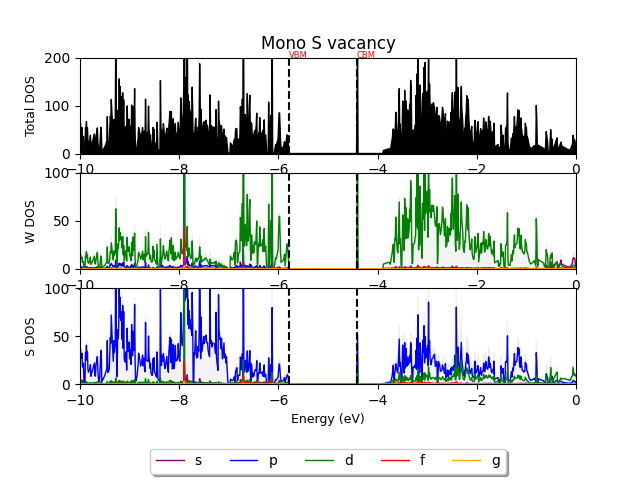 Mono S vacancy
VBM CBM
200
100
0
Total DOS
−10 −8 −6 −4 −2 0
100
50
0
W DOS
−10 −8 −6 −4 −2 0
100
50
0
S DOS
−10 −8 −6 −4 −2 0
Energy (eV)
s p d f g